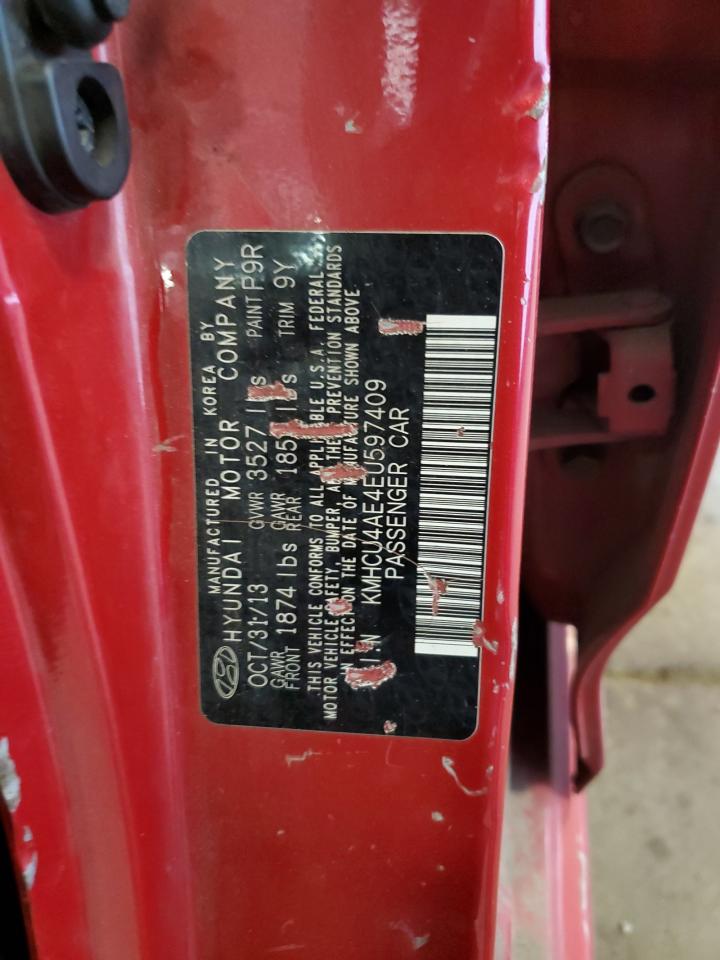 MANUFACTURED IN KOREA BY
HYUNDAI MOTOR COMPANY
OCT/31/13 GVWR 3527 lbs PAINT P9R
GAWR FRONT 1874 lbs GAWR REAR 185 lbs TRIM 9Y
THIS VEHICLE CONFORMS TO ALL APPLICABLE U.S.A. FEDERAL
MOTOR VEHICLE SAFETY, BUMPER, AND THEFT PREVENTION STANDARDS
IN EFFECT ON THE DATE OF MANUFACTURE SHOWN ABOVE
V.I.N KMHCU4AE4EU597409
PASSENGER CAR